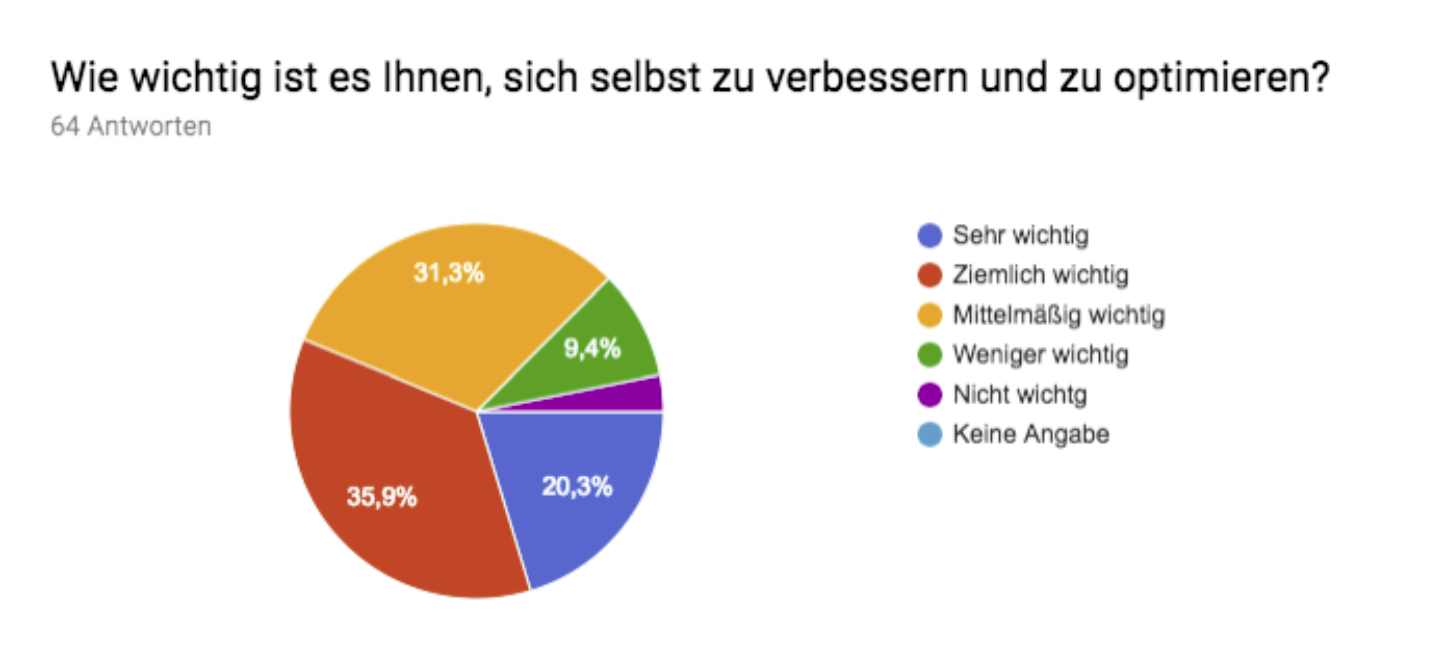 Wie wichtig ist es Ihnen, sich selbst zu verbessern und zu optimieren?
64 Antworten
31,3%
9,4%
35,9%
20,3%
Sehr wichtig
Ziemlich wichtig
Mittelmäßig wichtig
Weniger wichtig
Nicht wichtg
Keine Angabe